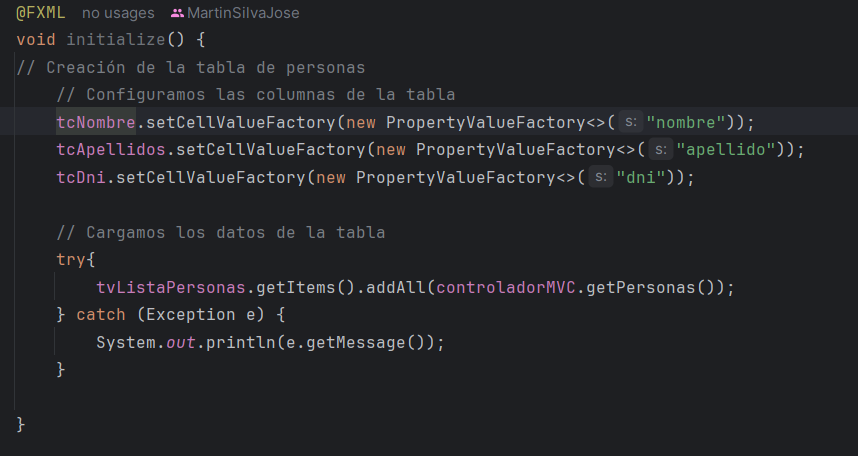 @FXML no usages MartinSilvaJose
void initialize() {
// Creación de la tabla de personas
// Configuramos las columnas de la tabla
tcNombre.setCellValueFactory(new PropertyValueFactory<>( s: "nombre"));
tcApellidos.setCellValueFactory(new PropertyValueFactory<>( s: "apellido"));
tcDni.setCellValueFactory(new PropertyValueFactory<>( s: "dni"));
// Cargamos los datos de la tabla
try{
tvListaPersonas.getItems().addAll(controladorMVC.getPersonas());
} catch (Exception e) {
System.out.println(e.getMessage());
}
}